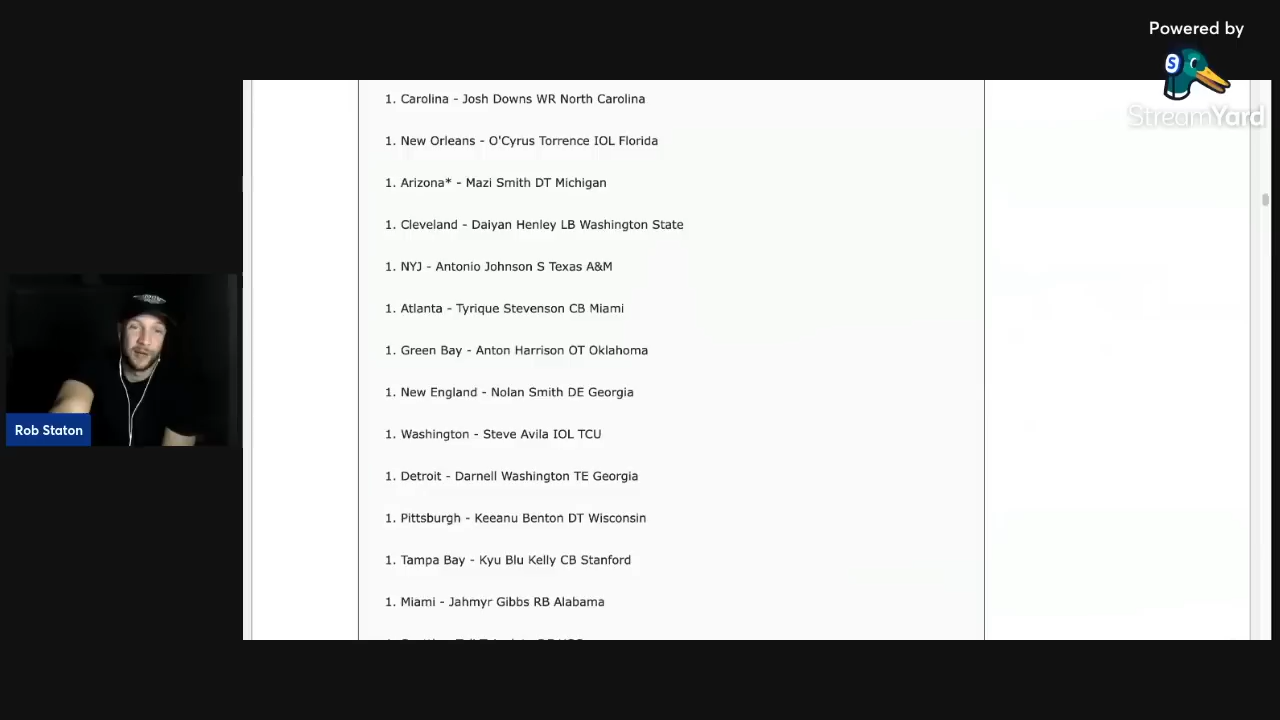 Powered by
StreamYard
1. Carolina - Josh Downs WR North Carolina
1. New Orleans - O'Cyrus Torrence IOL Florida
1. Arizona* - Mazi Smith DT Michigan
1. Cleveland - Daiyan Henley LB Washington State
1. NYJ - Antonio Johnson S Texas A&M
1. Atlanta - Tyrique Stevenson CB Miami
1. Green Bay - Anton Harrison OT Oklahoma
1. New England - Nolan Smith DE Georgia
1. Washington - Steve Avila IOL TCU
1. Detroit - Darnell Washington TE Georgia
1. Pittsburgh - Keeanu Benton DT Wisconsin
1. Tampa Bay - Kyu Blu Kelly CB Stanford
1. Miami - Jahmyr Gibbs RB Alabama
Rob Staton